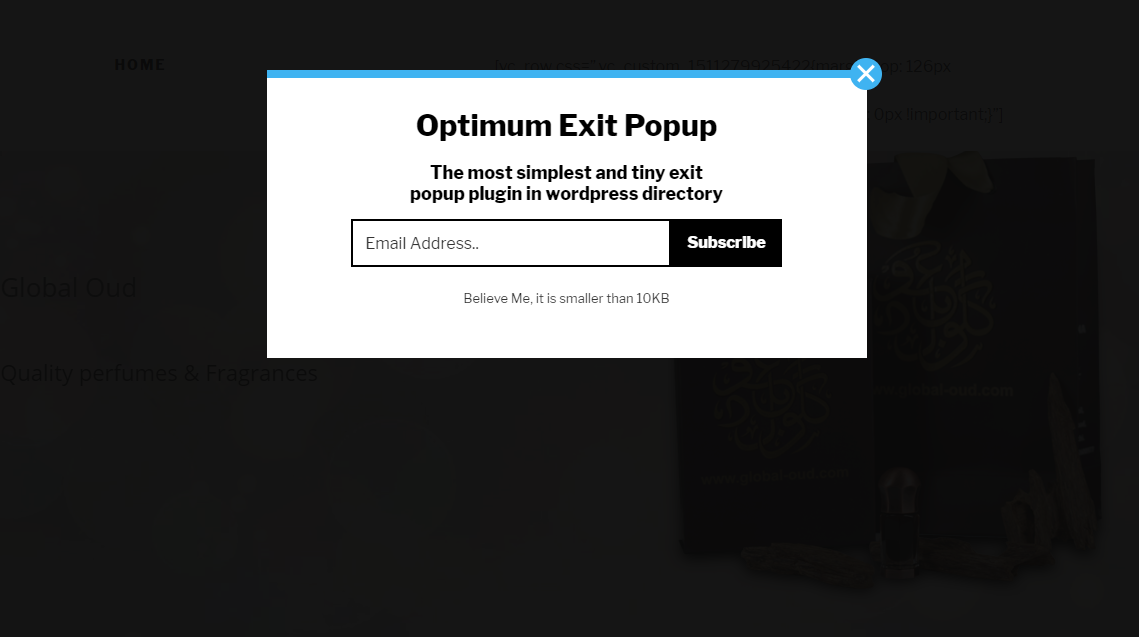 HOME
[vc_row css=".vc_custom_1511279925422{margin-top: 126px
: 0px !important;}"]
Optimum Exit Popup
The most simplest and tiny exit
popup plugin in wordpress directory
Email Address..
Subscribe
Believe Me, it is smaller than 10KB
Global Oud
Quality perfumes & Fragrances
www.global-oud.com
www.global-oud.com